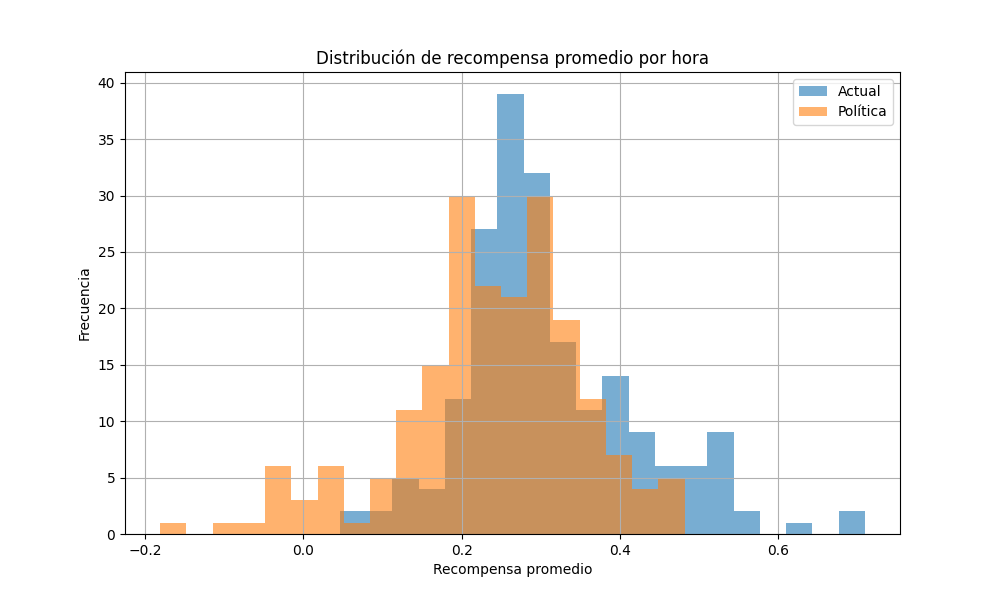 Distribución de recompensa promedio por hora
Actual
Política
40
35
30
25
20
15
10
5
0
Frecuencia
−0.2
0.0
0.2
0.4
0.6
Recompensa promedio